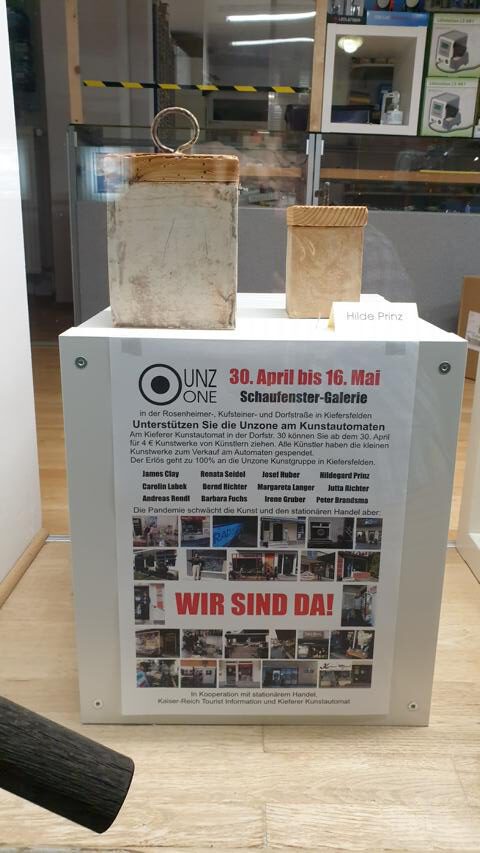 Hilde Prinz
UNZ
ONE
30. April bis 16. Mai
Schaufenster-Galerie
in der Rosenheimer-, Kufsteiner- und Dorfstraße in Kiefersfelden
Unterstützen Sie die Unzone am Kunstautomaten
Am Kieferer Kunstautomat in der Dorfstr. 30 können Sie ab dem 30. April
für 4 € Kunstwerke von Künstlern ziehen. Alle Künstler haben die kleinen
Kunstwerke zum Verkauf am Automaten gespendet.
Der Erlös geht zu 100% an die Unzone Kunstgruppe in Kiefersfelden.
James Clay Renate Seidel Josef Huber Hildegard Prinz
Carolin Labek Bernd Richter Margareta Langer Jutta Richter
Andreas Rendl Barbara Fuchs Irene Gruber Peter Brandsma
Die Pandemie schwächt die Kunst und den stationären Handel aber:
WIR SIND DA!
In Kooperation mit stationärem Handel,
Kaiser-Reich Tourist Information und Kieferer Kunstautomat